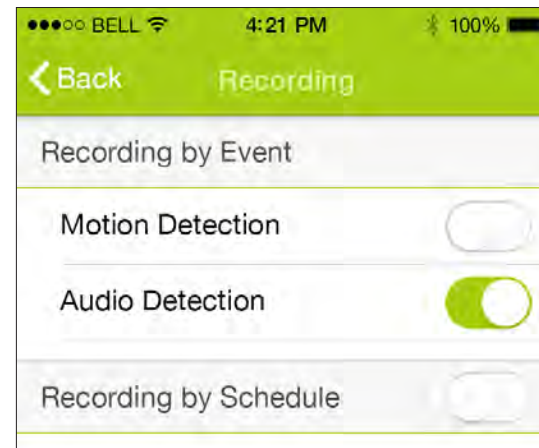 BELL 4:21 PM 100%
Back Recording
Recording by Event
Motion Detection
Audio Detection
Recording by Schedule